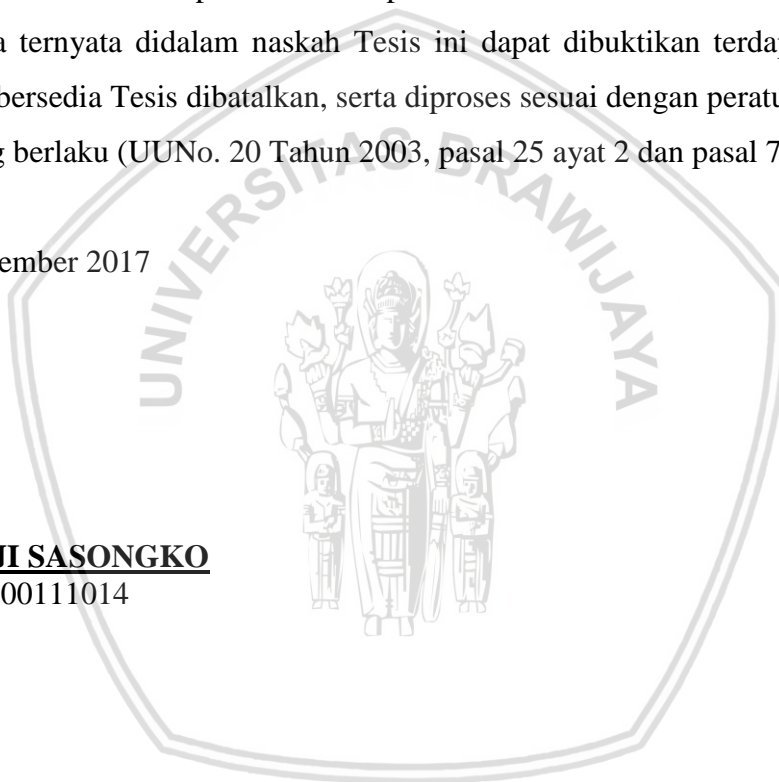 a ternyata didalam naskah Tesis ini dapat dibuktikan terdap
bersedia Tesis dibatalkan, serta diproses sesuai dengan peratu
g berlaku (UUNo. 20 Tahun 2003, pasal 25 ayat 2 dan pasal 7
ember 2017
UNIVERSITAS BRAWIJAYA
JI SASONGKO
00111014